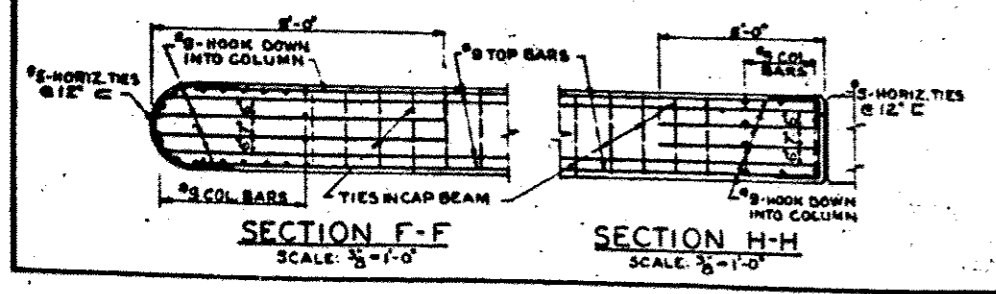 8'-0"
8'-0"
#9-HOOK DOWN
INTO COLUMN
#9 TOP BARS
#9 COL.
BARS
#5-HORIZ. TIES
@ 12" ⊏
#5-HORIZ. TIES
@ 12" ⊏
#9 COL. BARS
TIES IN CAP BEAM
#9-HOOK DOWN
INTO COLUMN
SECTION F-F
SCALE: 3/8"=1'-0"
SECTION H-H
SCALE: 3/8"=1'-0"